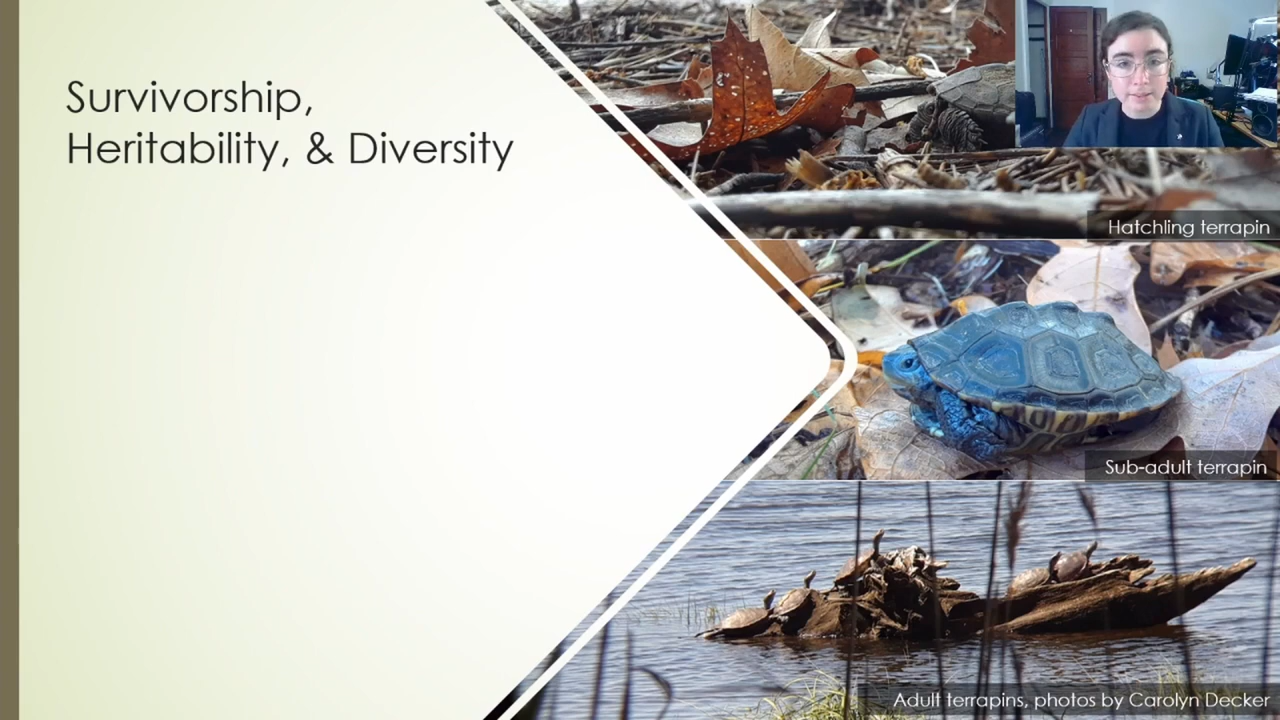 Survivorship,
Heritability, & Diversity
Hatchling terrapin
Sub-adult terrapin
Adult terrapins, photos by Carolyn Decker